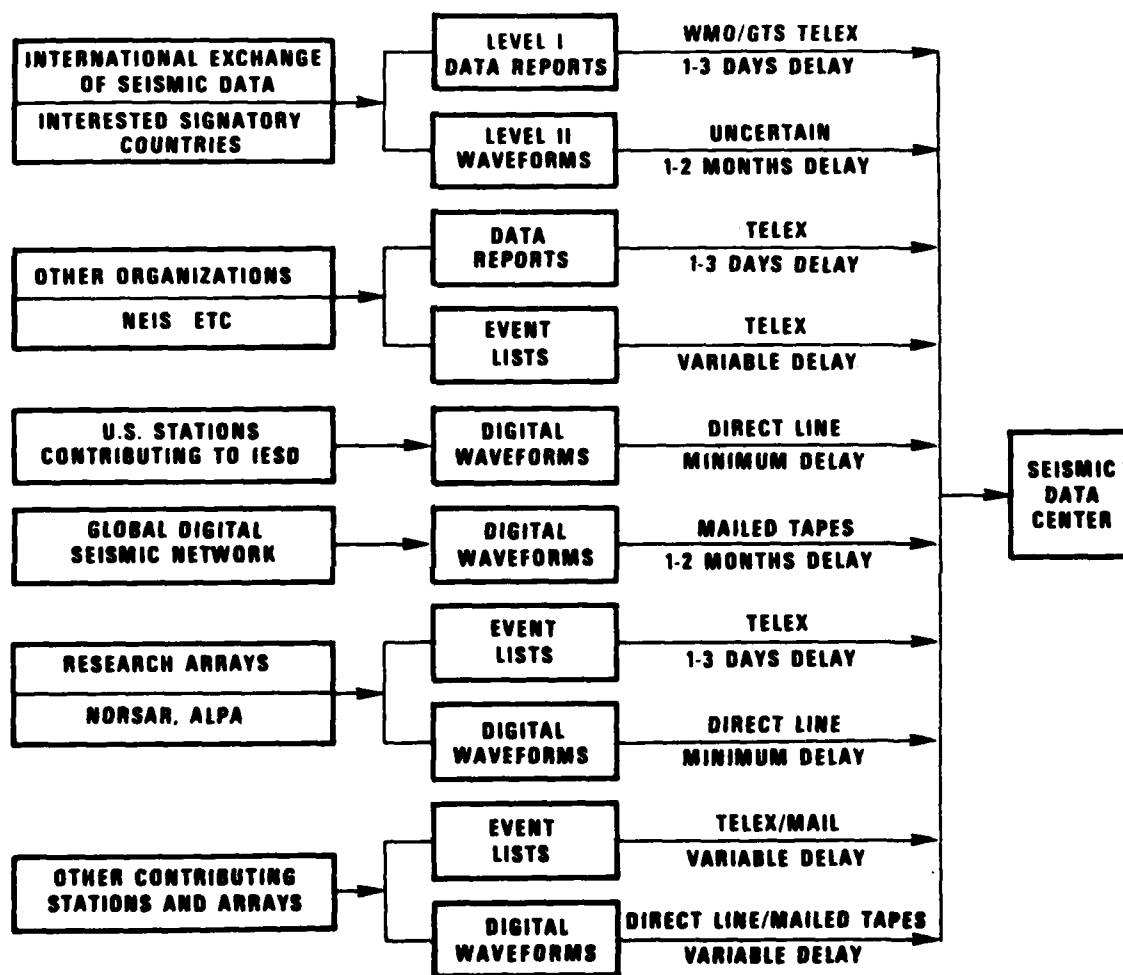 INTERNATIONAL EXCHANGE
OF SEISMIC DATA
INTERESTED SIGNATORY
COUNTRIES
LEVEL I
DATA REPORTS
WMO/GTS TELEX
1-3 DAYS DELAY
LEVEL II
WAVEFORMS
UNCERTAIN
1-2 MONTHS DELAY
OTHER ORGANIZATIONS
NEIS ETC
DATA
REPORTS
TELEX
1-3 DAYS DELAY
EVENT
LISTS
TELEX
VARIABLE DELAY
U.S. STATIONS
CONTRIBUTING TO IESD
DIGITAL
WAVEFORMS
DIRECT LINE
MINIMUM DELAY
GLOBAL DIGITAL
SEISMIC NETWORK
DIGITAL
WAVEFORMS
MAILED TAPES
1-2 MONTHS DELAY
RESEARCH ARRAYS
NORSAR, ALPA
EVENT
LISTS
TELEX
1-3 DAYS DELAY
DIGITAL
WAVEFORMS
DIRECT LINE
MINIMUM DELAY
OTHER CONTRIBUTING
STATIONS AND ARRAYS
EVENT
LISTS
TELEX/MAIL
VARIABLE DELAY
DIGITAL
WAVEFORMS
DIRECT LINE/MAILED TAPES
VARIABLE DELAY
SEISMIC
DATA
CENTER